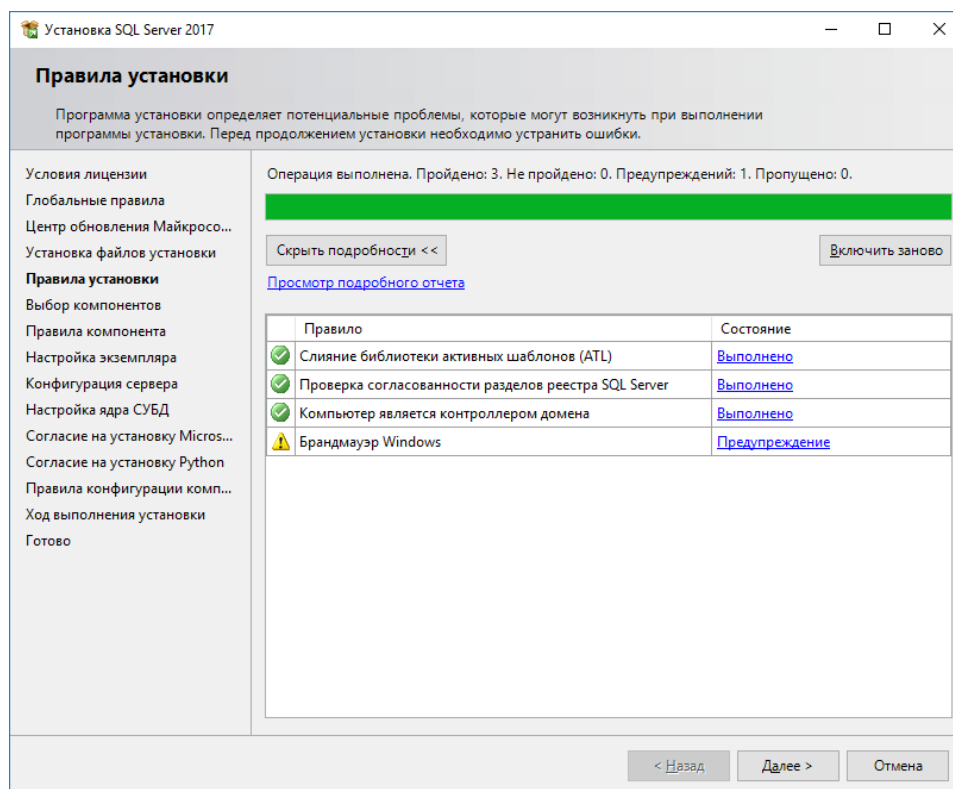 Установка SQL Server 2017
Правила установки
Программа установки определяет потенциальные проблемы, которые могут возникнуть при выполнении
программы установки. Перед продолжением установки необходимо устранить ошибки.
Условия лицензии
Глобальные правила
Центр обновления Майкросо...
Установка файлов установки
Правила установки
Выбор компонентов
Правила компонента
Настройка экземпляра
Конфигурация сервера
Настройка ядра СУБД
Согласие на установку Micros...
Согласие на установку Python
Правила конфигурации комп...
Ход выполнения установки
Готово
Операция выполнена. Пройдено: 3. Не пройдено: 0. Предупреждений: 1. Пропущено: 0.
Скрыть подробности << Включить заново
Просмотр подробного отчета
Правило Состояние
Слияние библиотеки активных шаблонов (ATL) Выполнено
Проверка согласованности разделов реестра SQL Server Выполнено
Компьютер является контроллером домена Выполнено
Брандмауэр Windows Предупреждение
< Назад Далее > Отмена